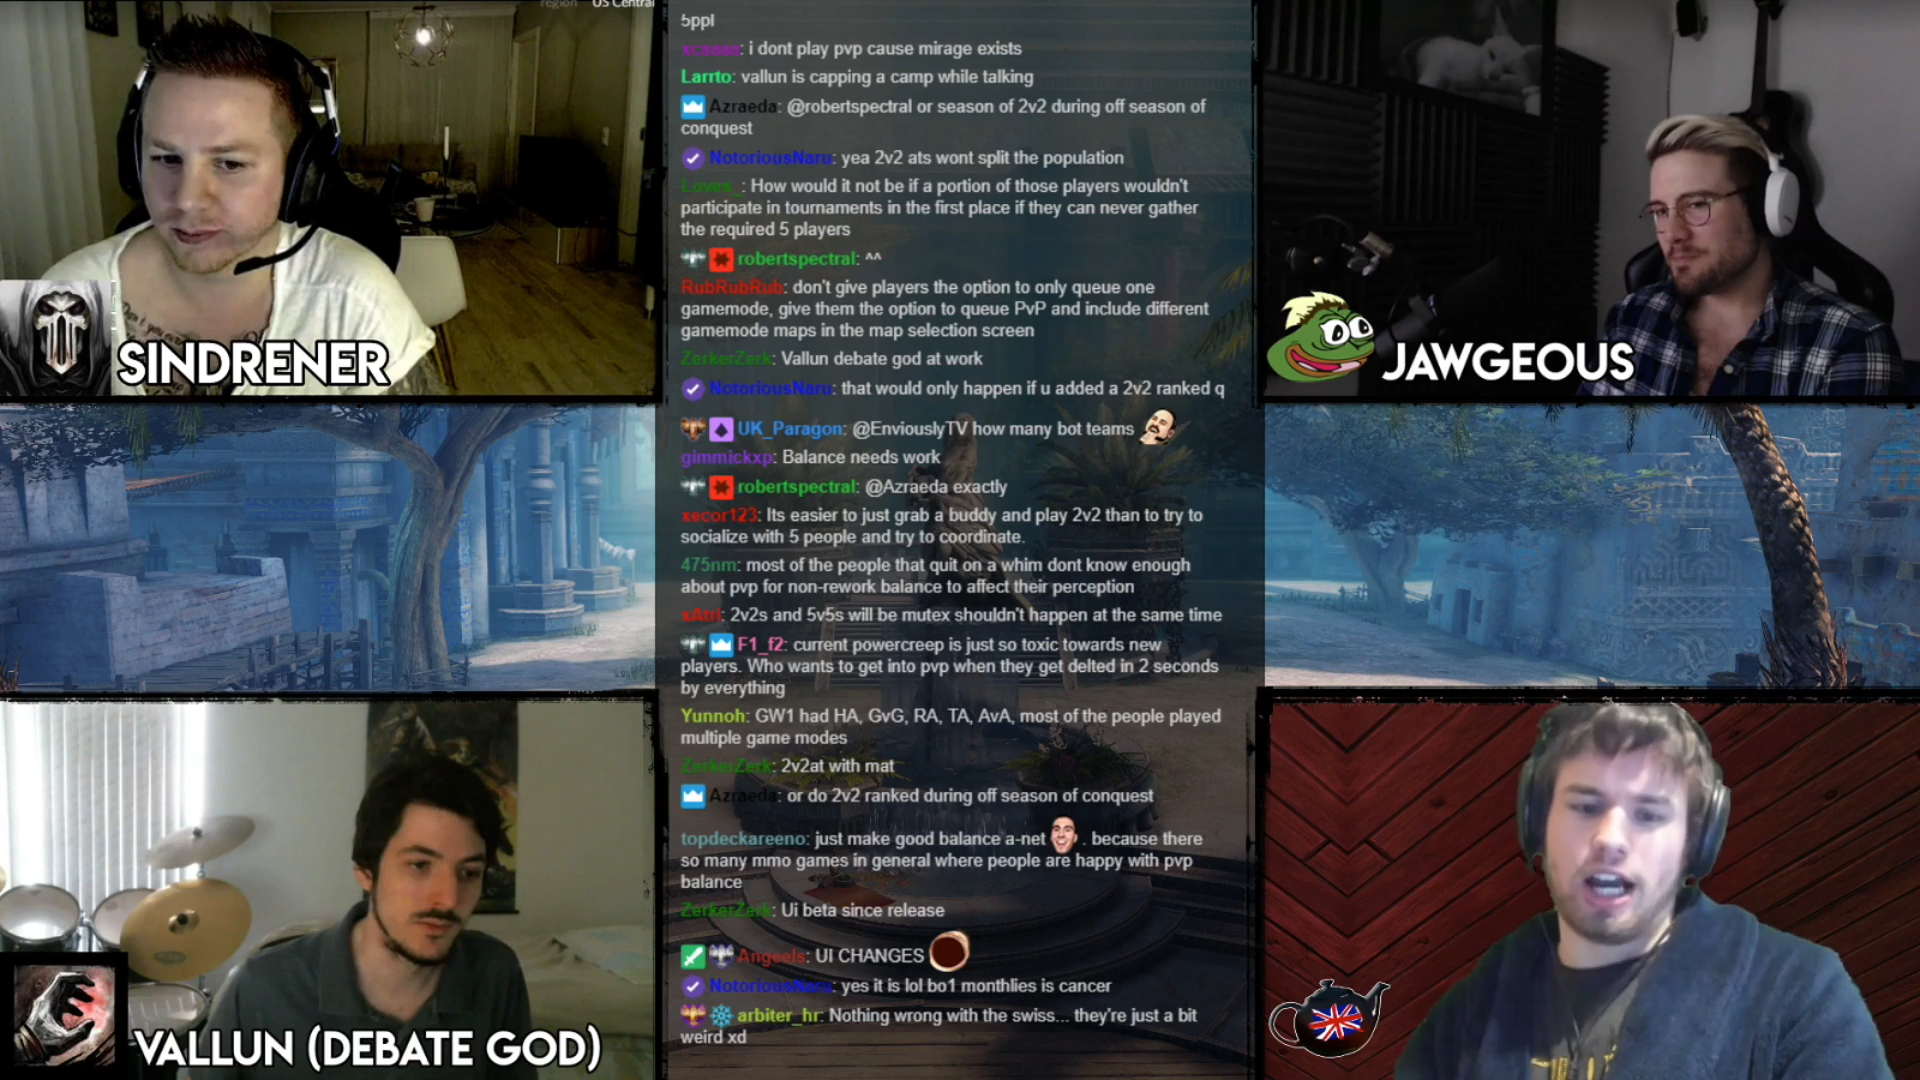 region US Central
5ppl
xcaaaa: i dont play pvp cause mirage exists
Larrto: vallun is capping a camp while talking
Azraeda: @robertspectral or season of 2v2 during off season of
conquest
NotoriousNaru: yea 2v2 ats wont split the population
Loves_: How would it not be if a portion of those players wouldn't
participate in tournaments in the first place if they can never gather
the required 5 players
robertspectral: ^^
RubRubRub: don't give players the option to only queue one
gamemode, give them the option to queue PvP and include different
gamemode maps in the map selection screen
ZerkerZerk: Vallun debate god at work
NotoriousNaru: that would only happen if u added a 2v2 ranked q
UK_Paragon: @EnviouslyTV how many bot teams
gimmickxp: Balance needs work
robertspectral: @Azraeda exactly
xecor123: Its easier to just grab a buddy and play 2v2 than to try to
socialize with 5 people and try to coordinate.
475nm: most of the people that quit on a whim dont know enough
about pvp for non-rework balance to affect their perception
xAtri: 2v2s and 5v5s will be mutex shouldn't happen at the same time
F1_f2: current powercreep is just so toxic towards new
players. Who wants to get into pvp when they get delted in 2 seconds
by everything
Yunnoh: GW1 had HA, GvG, RA, TA, AvA, most of the people played
multiple game modes
ZerkerZerk: 2v2at with mat
Azraeda: or do 2v2 ranked during off season of conquest
topdeckareeno: just make good balance a-net . because there
so many mmo games in general where people are happy with pvp
balance
ZerkerZerk: Ui beta since release
Angeels: UI CHANGES
NotoriousNaru: yes it is lol bo1 monthlies is cancer
arbiter_hr: Nothing wrong with the swiss... they're just a bit
weird xd
SINDRENER
JAWGEOUS
VALLUN (DEBATE GOD)